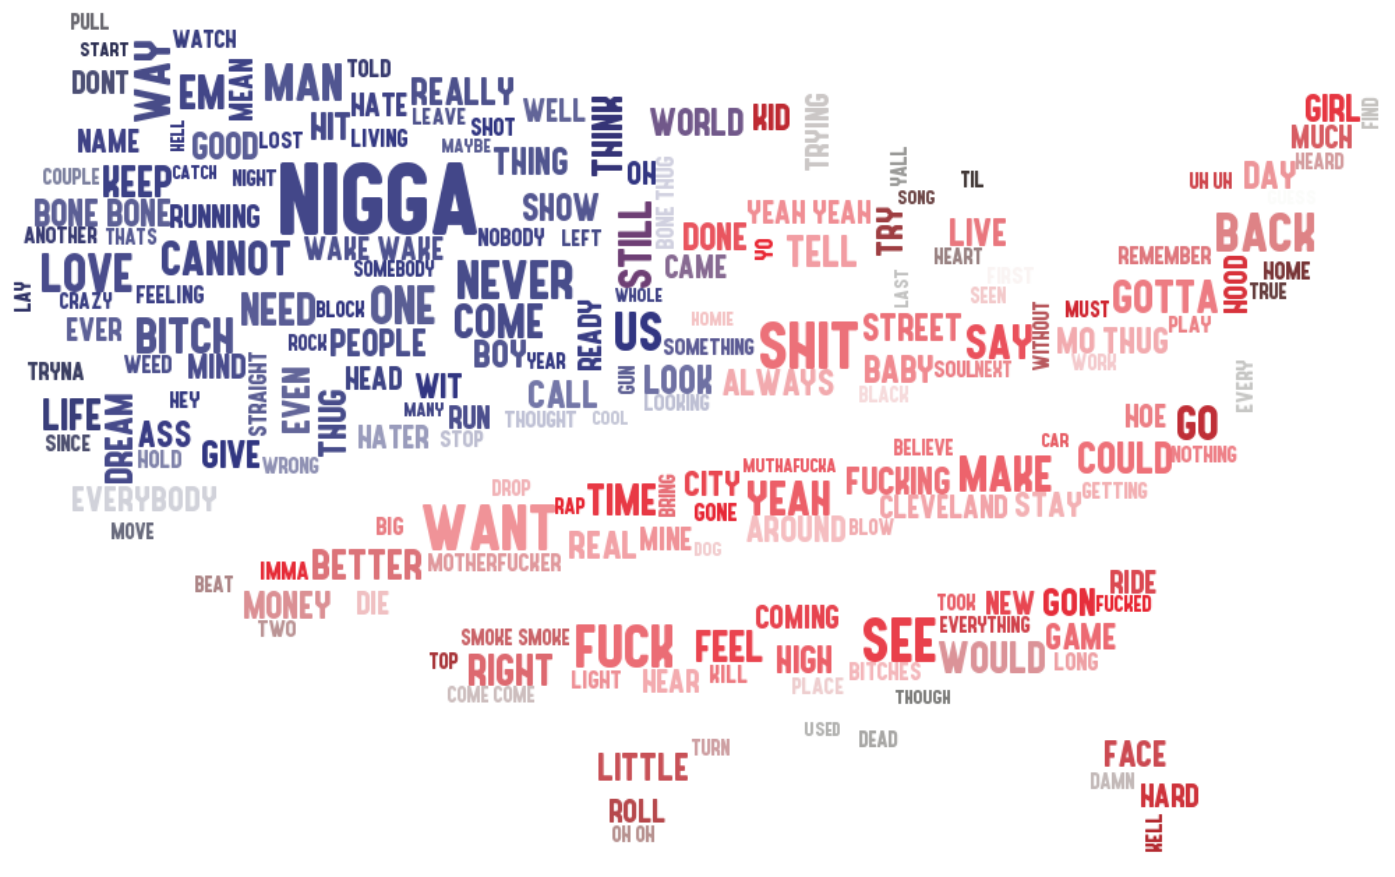 PULL
START
WAY
WATCH
DONT
EM
MEAN
MAN
TOLD
HATE
REALLY
LEAVE
SHOT
WELL
THINK
WORLD
KID
TRYING
GIRL
FIND
MUCH
HEARD
NAME
HELL
GOOD
LOST
HIT
LIVING
MAYBE
THING
OH
BONE THUG
YALL
TIL
SONG
UH UH
DAY
COUPLE
KEEP
CATCH
NIGHT
NIGGA
SHOW
STILL
YEAH YEAH
TRY
LIVE
BACK
BONE BONE
RUNNING
ANOTHER
THATS
CANNOT
WAKE WAKE
NOBODY
LEFT
DONE
YO
TELL
HEART
REMEMBER
HOOD
HOME
TRUE
LOVE
LAY
CRAZY
FEELING
SOMEBODY
NEVER
WHOLE
CAME
LAST
FIRST
SEEN
GOTTA
MUST
PLAY
EVER
BITCH
NEED
BLOCK
ONE
COME
READY
US
HOMIE
SOMETHING
SHIT
STREET
SAY
WITHOUT
MO THUG
WORK
WEED
MIND
ROCK
PEOPLE
BOY
YEAR
BABY
SOUL
NEXT
BLACK
EVERY
TRYNA
STRAIGHT
EVEN
HEAD
WIT
CALL
GUN
LOOK
LOOKING
ALWAYS
LIFE
SINCE
DREAM
HEY
ASS
HOLD
GIVE
WRONG
THUG
MANY
RUN
HATER
STOP
THOUGHT
COOL
HOE
GO
NOTHING
CAR
BELIEVE
COULD
GETTING
EVERYBODY
MOVE
DROP
RAP
TIME
BRING
CITY
GONE
MUTHAFUCKA
YEAH
FUCKING
MAKE
CLEVELAND
STAY
BIG
WANT
REAL
MINE
DOG
AROUND
BLOW
IMMA
BETTER
MOTHERFUCKER
BEAT
MONEY
TWO
DIE
RIDE
TOOK
NEW
GON
FUCKED
SMOKE SMOKE
FUCK
FEEL
COMING
SEE
EVERYTHING
GAME
TOP
RIGHT
LIGHT
HEAR
KILL
HIGH
BITCHES
WOULD
LONG
COME COME
PLACE
THOUGH
USED
DEAD
LITTLE
TURN
FACE
DAMN
HARD
ROLL
OH OH